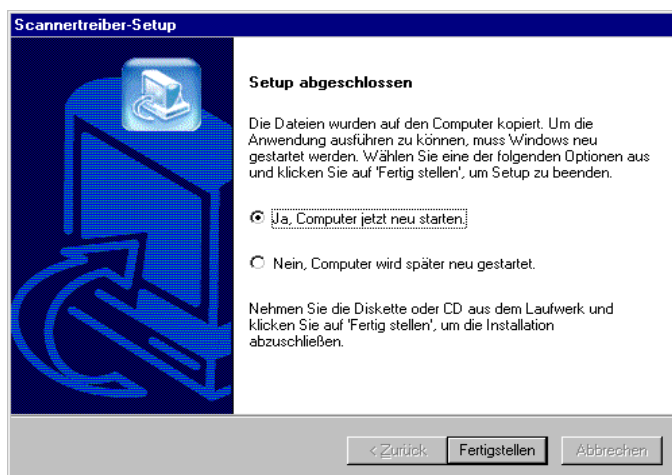 Scannertreiber-Setup
Setup abgeschlossen
Die Dateien wurden auf den Computer kopiert. Um die
Anwendung ausführen zu können, muss Windows neu
gestartet werden. Wählen Sie eine der folgenden Optionen aus
und klicken Sie auf 'Fertig stellen', um Setup zu beenden.
Ja, Computer jetzt neu starten.
Nein, Computer wird später neu gestartet.
Nehmen Sie die Diskette oder CD aus dem Laufwerk und
klicken Sie auf 'Fertig stellen', um die Installation
abzuschließen.
< Zurück Fertigstellen Abbrechen